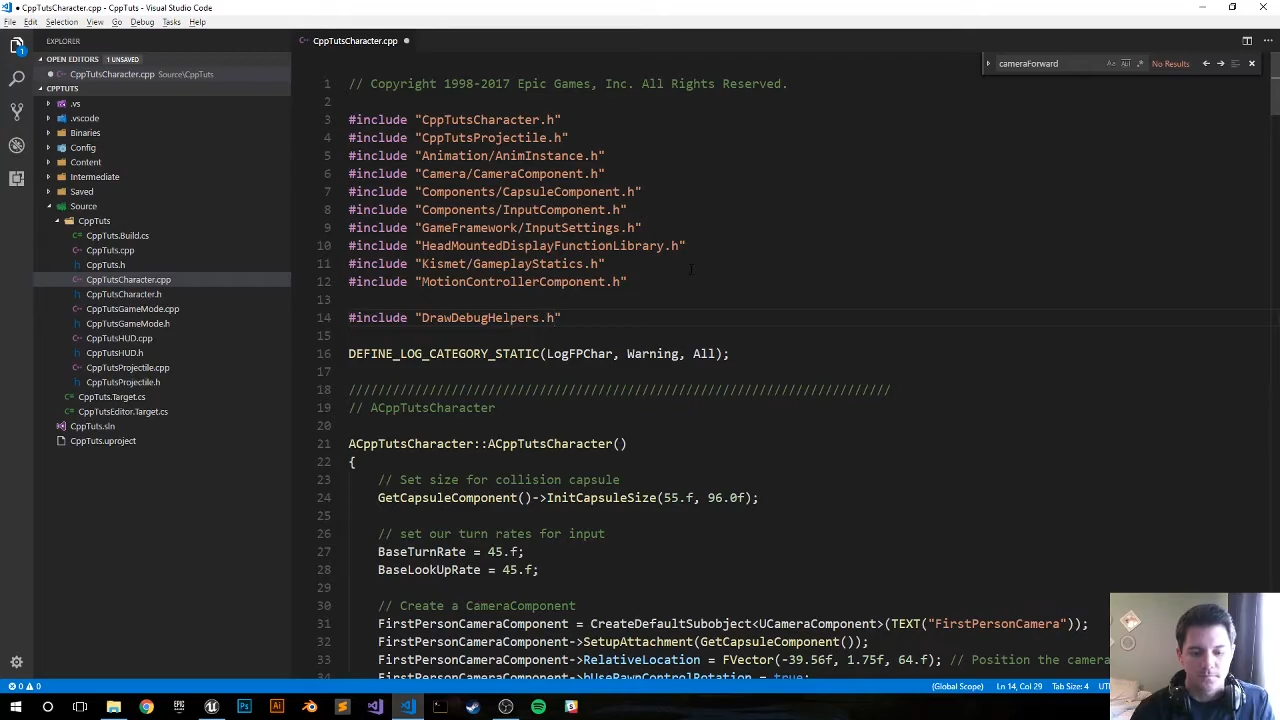 CppTutsCharacter.cpp - CppTuts - Visual Studio Code
File Edit Selection View Go Debug Tasks Help
EXPLORER
OPEN EDITORS 1 UNSAVED
CppTutsCharacter.cpp Source\CppTuts
CPPTUTS
.vs
.vscode
Binaries
Config
Content
Intermediate
Saved
Source
CppTuts
CppTuts.Build.cs
CppTuts.cpp
CppTuts.h
CppTutsCharacter.cpp
CppTutsCharacter.h
CppTutsGameMode.cpp
CppTutsGameMode.h
CppTutsHUD.cpp
CppTutsHUD.h
CppTutsProjectile.cpp
CppTutsProjectile.h
CppTuts.Target.cs
CppTutsEditor.Target.cs
CppTuts.sln
CppTuts.uproject
CppTutsCharacter.cpp
cameraForward No Results
1 // Copyright 1998-2017 Epic Games, Inc. All Rights Reserved.
2
3 #include "CppTutsCharacter.h"
4 #include "CppTutsProjectile.h"
5 #include "Animation/AnimInstance.h"
6 #include "Camera/CameraComponent.h"
7 #include "Components/CapsuleComponent.h"
8 #include "Components/InputComponent.h"
9 #include "GameFramework/InputSettings.h"
10 #include "HeadMountedDisplayFunctionLibrary.h"
11 #include "Kismet/GameplayStatics.h"
12 #include "MotionControllerComponent.h"
13
14 #include "DrawDebugHelpers.h"
15
16 DEFINE_LOG_CATEGORY_STATIC(LogFPChar, Warning, All);
17
18 //////////////////////////////////////////////////////////////////////////
19 // ACppTutsCharacter
20
21 ACppTutsCharacter::ACppTutsCharacter()
22 {
23 // Set size for collision capsule
24 GetCapsuleComponent()->InitCapsuleSize(55.f, 96.0f);
25
26 // set our turn rates for input
27 BaseTurnRate = 45.f;
28 BaseLookUpRate = 45.f;
29
30 // Create a CameraComponent
31 FirstPersonCameraComponent = CreateDefaultSubobject<UCameraComponent>(TEXT("FirstPersonCamera"));
32 FirstPersonCameraComponent->SetupAttachment(GetCapsuleComponent());
33 FirstPersonCameraComponent->RelativeLocation = FVector(-39.56f, 1.75f, 64.f); // Position the camera
34 FirstPersonCameraComponent->bUsePawnControlRotation = true;
0 0 (Global Scope) Ln 14, Col 29 Tab Size: 4